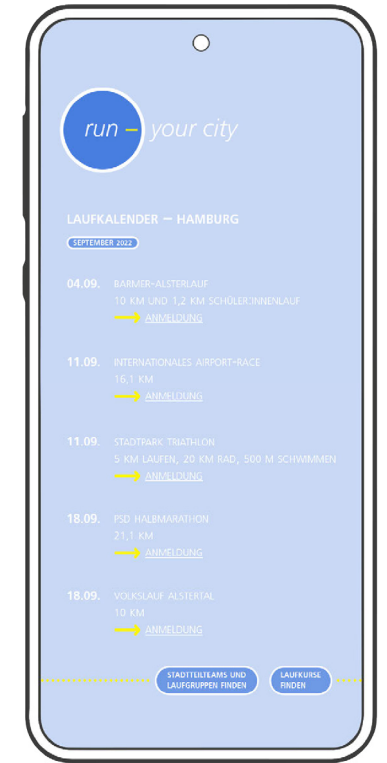 run – your city
LAUFKALENDER – HAMBURG
SEPTEMBER 2022
04.09. BARMER-ALSTERLAUF
10 KM UND 1,2 KM SCHÜLER:INNENLAUF
ANMELDUNG
11.09. INTERNATIONALES AIRPORT-RACE
16,1 KM
ANMELDUNG
11.09. STADTPARK TRIATHLON
5 KM LAUFEN, 20 KM RAD, 500 M SCHWIMMEN
ANMELDUNG
18.09. PSD HALBMARATHON
21,1 KM
ANMELDUNG
18.09. VOLKSLAUF ALSTERTAL
10 KM
ANMELDUNG
STADTTEILTEAMS UND
LAUFGRUPPEN FINDEN
LAUFKURSE
FINDEN